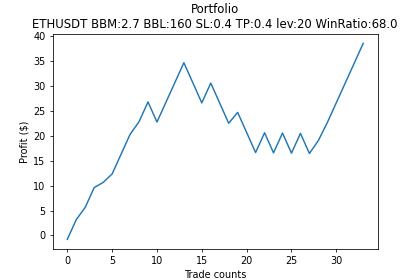 Portfolio
ETHUSDT BBM:2.7 BBL:160 SL:0.4 TP:0.4 lev:20 WinRatio:68.0
40
35
30
25
20
15
10
5
0
Profit ($)
0 5 10 15 20 25 30
Trade counts